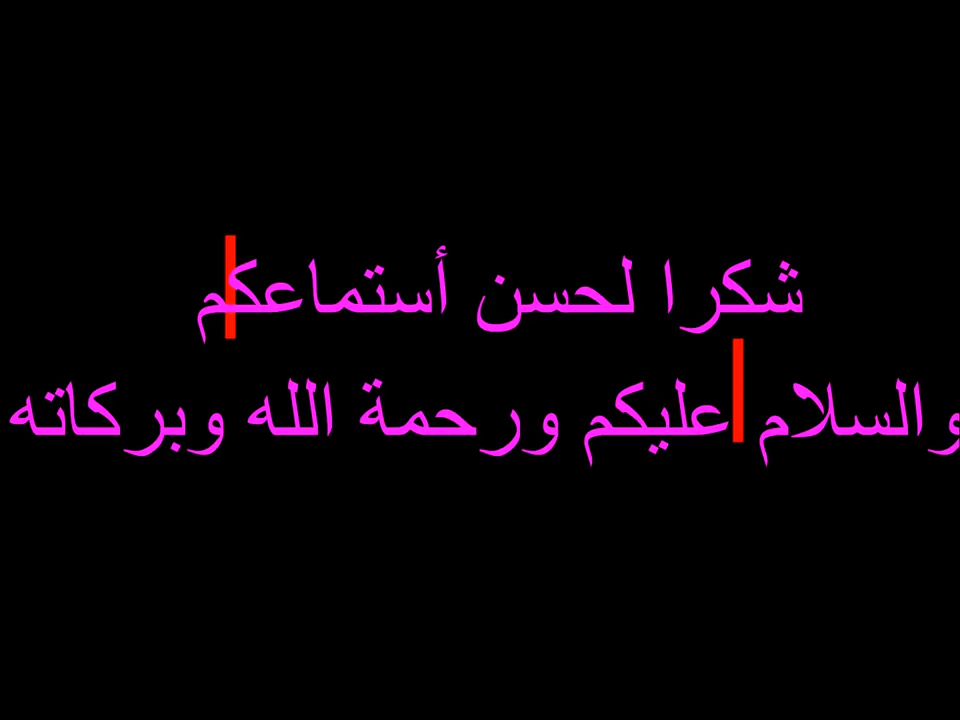 شكرا لحسن أستماعكم
والسلام عليكم ورحمة الله وبركاته